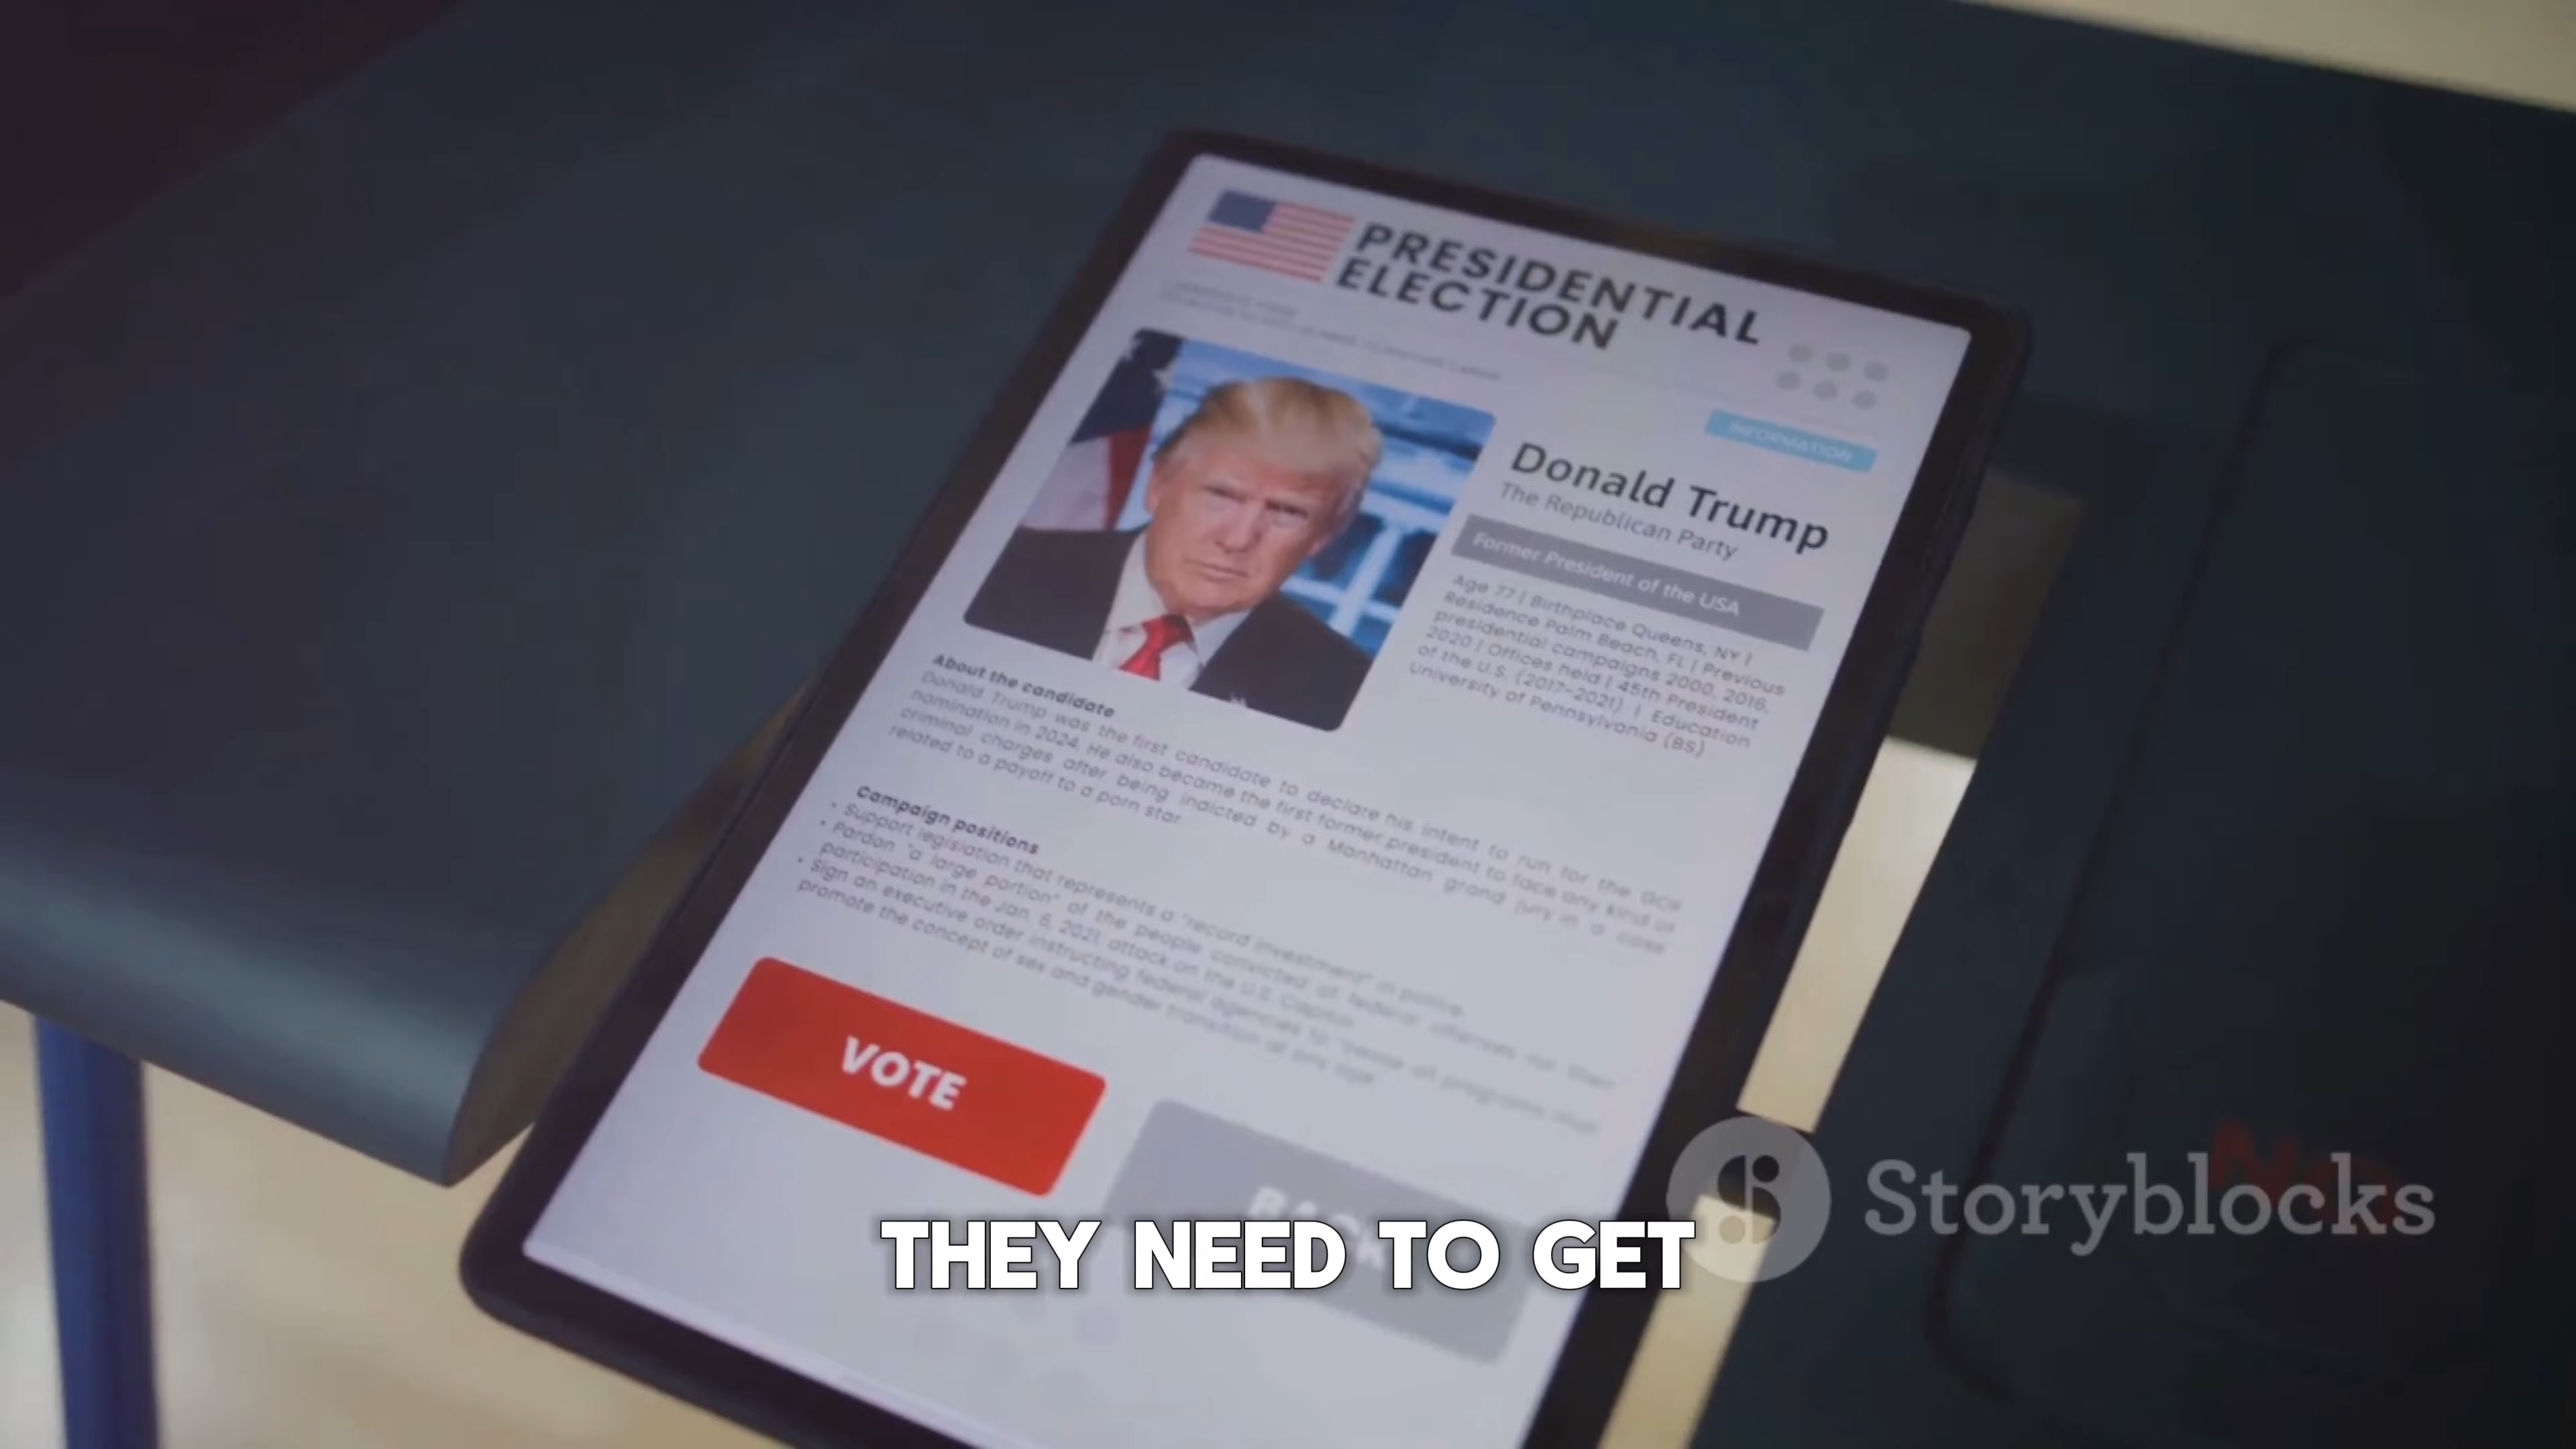 PRESIDENTIAL
ELECTION
INFORMATION
Donald Trump
The Republican Party
Former President of the USA
Age 77 | Birthplace Queens, NY |
Residence Palm Beach, FL | Previous
presidential campaigns 2000, 2016,
2020 | Offices held | 45th President
of the U.S. (2017-2021) | Education
University of Pennsylvania (BS)
About the candidate
Donald Trump was the first candidate to declare his intent to run for the GOP
nomination in 2024. He also became the first former president to face any kind of
criminal charges after being indicted by a Manhattan grand jury in a case
related to a payoff to a porn star.
Campaign positions
• Support legislation that represents a "record investment" in police.
• Pardon "a large portion" of the people convicted of federal offenses for their
participation in the Jan. 6, 2021, attack on the U.S. Capitol.
• Sign an executive order instructing federal agencies to "cease all programs that
promote the concept of sex and gender transition at any age.
VOTE
BACK
THEY NEED TO GET
Storyblocks